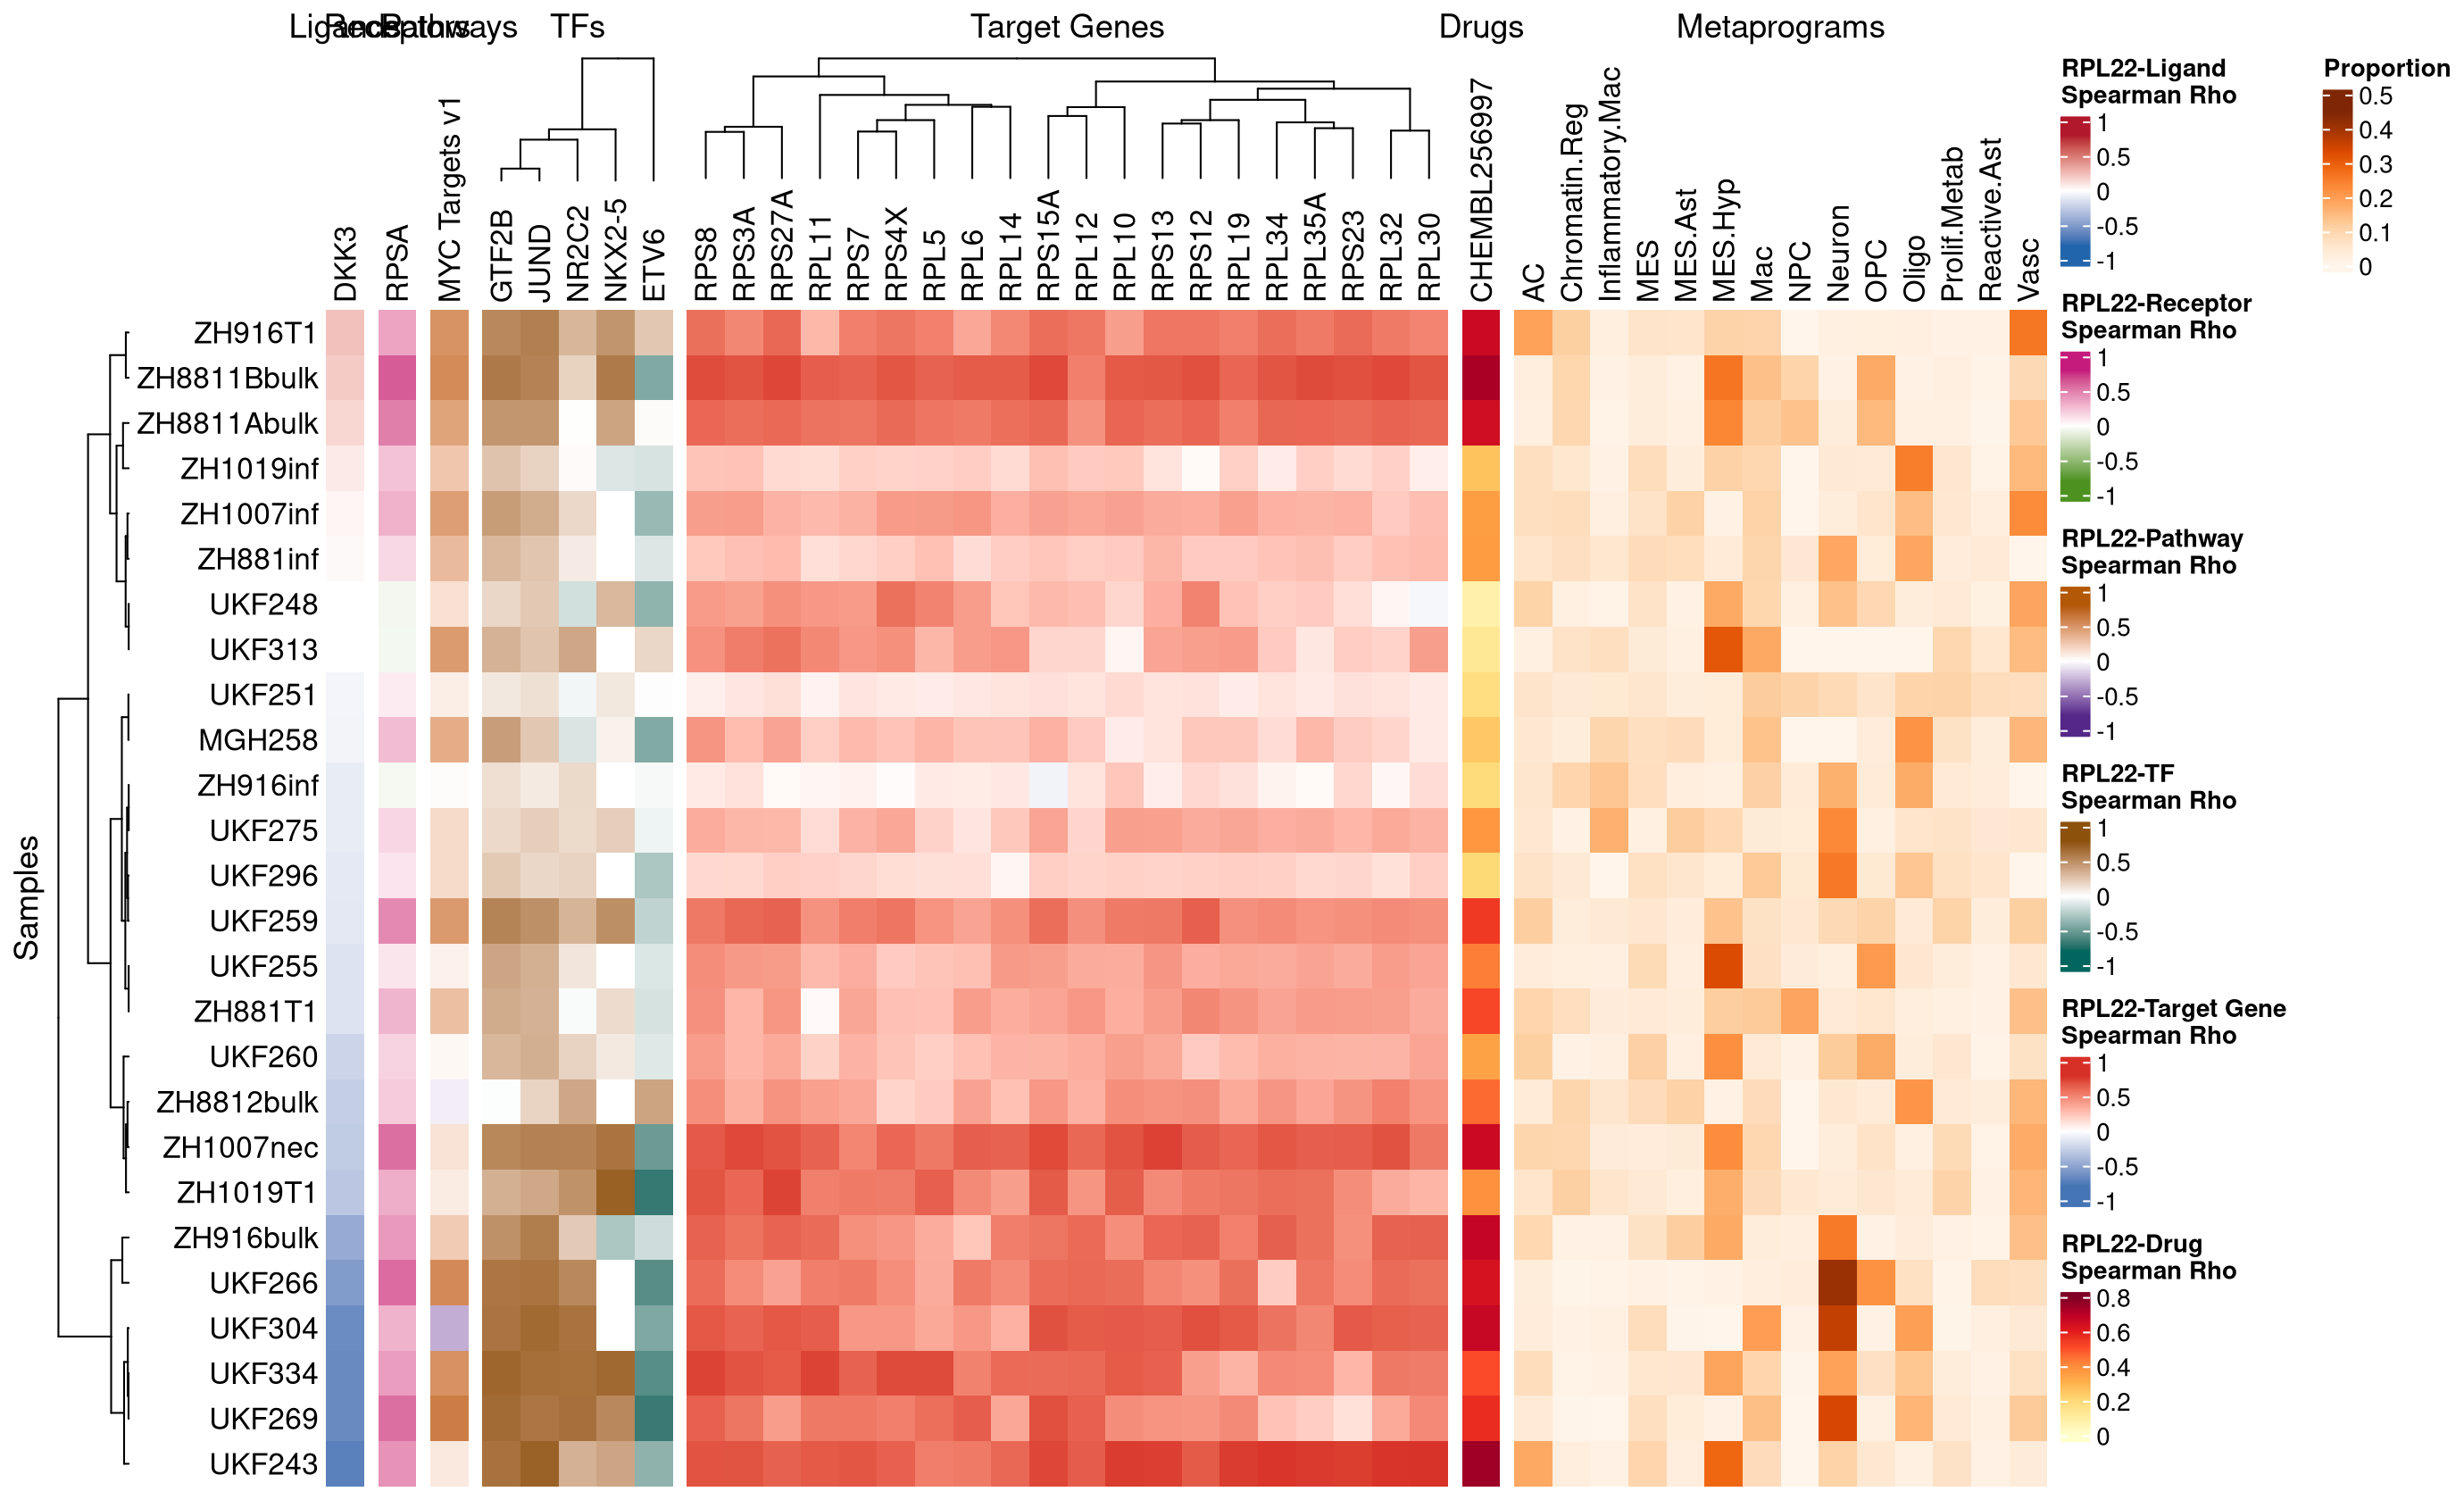 Ligands Receptors Pathways TFs Target Genes Drugs Metaprograms
DKK3
RPSA
MYC Targets v1
GTF2B
JUND
NR2C2
NKX2-5
ETV6
RPS8
RPS3A
RPS27A
RPL11
RPS7
RPS4X
RPL5
RPL6
RPL14
RPS15A
RPL12
RPL10
RPS13
RPS12
RPL19
RPL34
RPL35A
RPS23
RPL32
RPL30
CHEMBL256997
AC
Chromatin.Reg
Inflammatory.Mac
MES
MES.Ast
MES.Hyp
Mac
NPC
Neuron
OPC
Oligo
Prolif.Metab
Reactive.Ast
Vasc
Samples
ZH916T1
ZH8811Bbulk
ZH8811Abulk
ZH1019inf
ZH1007inf
ZH881inf
UKF248
UKF313
UKF251
MGH258
ZH916inf
UKF275
UKF296
UKF259
UKF255
ZH881T1
UKF260
ZH8812bulk
ZH1007nec
ZH1019T1
ZH916bulk
UKF266
UKF304
UKF334
UKF269
UKF243
RPL22-Ligand
Spearman Rho
1
0.5
0
-0.5
-1
RPL22-Receptor
Spearman Rho
1
0.5
0
-0.5
-1
RPL22-Pathway
Spearman Rho
1
0.5
0
-0.5
-1
RPL22-TF
Spearman Rho
1
0.5
0
-0.5
-1
RPL22-Target Gene
Spearman Rho
1
0.5
0
-0.5
-1
RPL22-Drug
Spearman Rho
0.8
0.6
0.4
0.2
0
Proportion
0.5
0.4
0.3
0.2
0.1
0